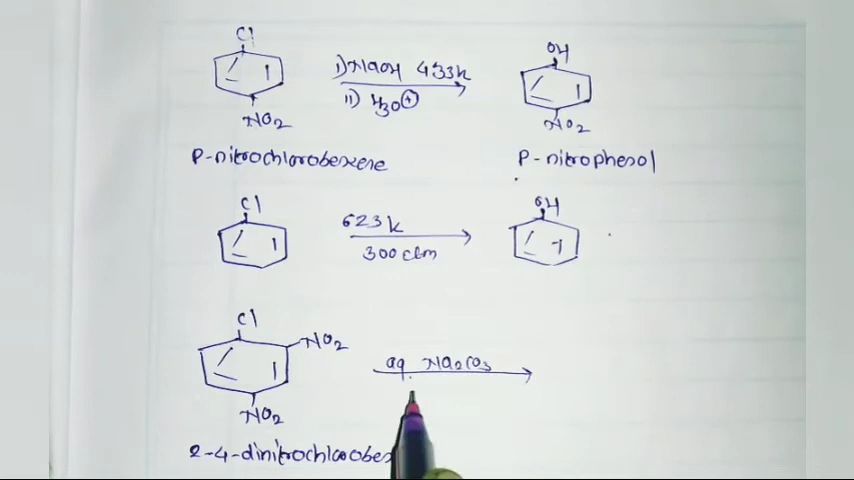 Cl OH
i) NaOH 433k
ii) H3O⊕
NO2 NO2
p-nitrochlorobenzene p-nitrophenol
Cl OH
623k
300 atm
Cl
NO2
aq Na2CO3
NO2
2-4-dinitrochlorobe